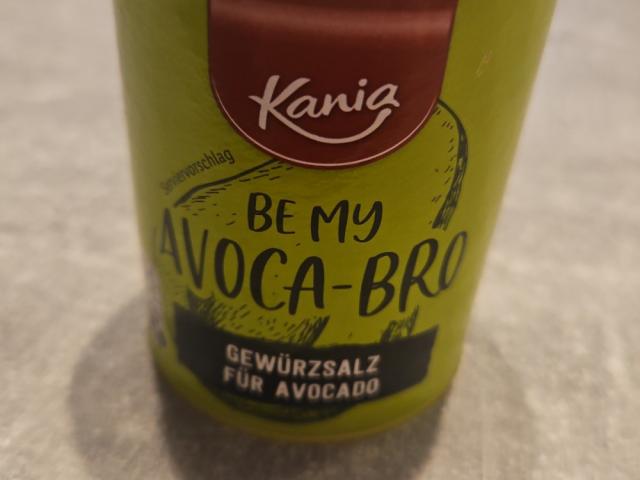 Kania
Serviervorschlag
BE MY
AVOCA-BRO
GEWÜRZSALZ
FÜR AVOCADO